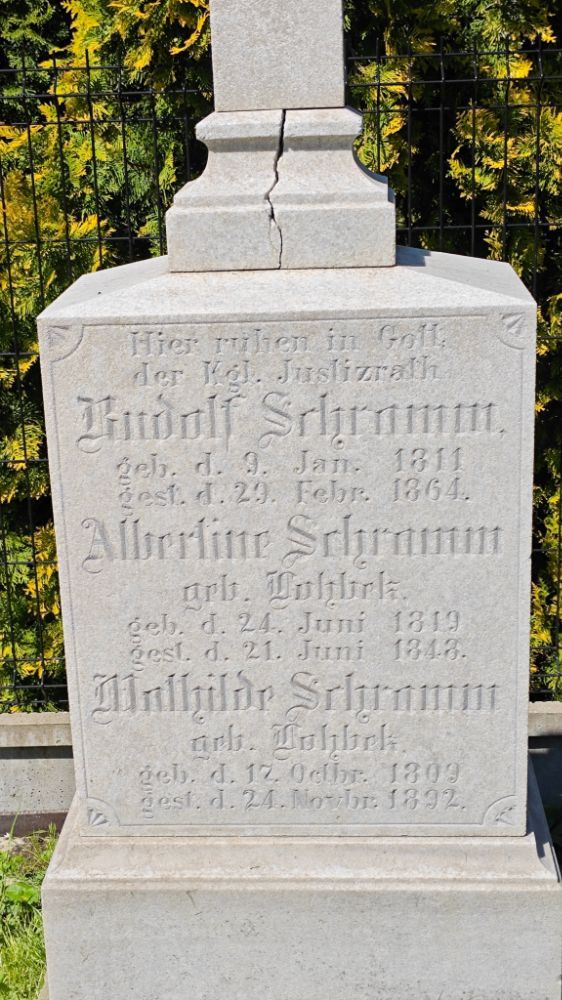 Hier ruhen in Gott,
der Kgl. Justizrath.
Rudolf Schramm,
geb. d. 9. Jan. 1811
gest. d. 29. Febr. 1864.
Albertine Schramm
geb. Lohbek.
geb. d. 24. Juni 1819
gest. d. 21. Juni 1848.
Mathilde Schramm
geb. Lohbek.
geb. d. 17. Octbr. 1809
gest. d. 24. Novbr. 1892.